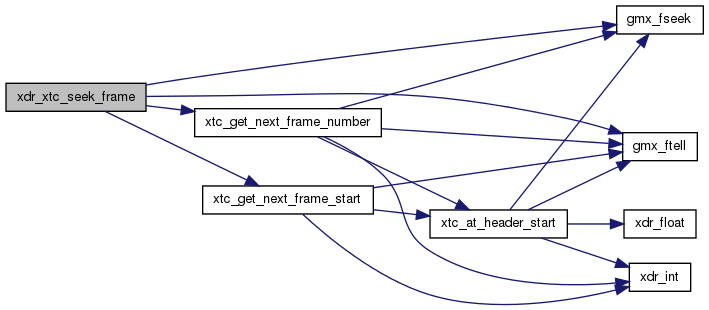 gmx_fseek
xdr_xtc_seek_frame
xtc_get_next_frame_number
gmx_ftell
xtc_get_next_frame_start
xtc_at_header_start
xdr_float
xdr_int